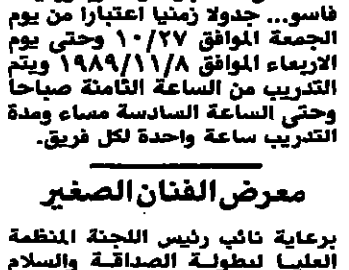 فاسو... جدولا زمنيا اعتبارا من يوم
الجمعة الموافق ١٠/٢٧ وحتى يوم
الاربعاء الموافق ١٩٨٩/١١/٨ ويتم
التدريب من الساعة الثامنة صباحا
وحتى الساعة السادسة مساء ومدة
التدريب ساعة واحدة لكل فريق.
معرض الفنان الصغير
برعاية نائب رئيس اللجنة المنظمة
العليا لبطولة الصداقة والسلام